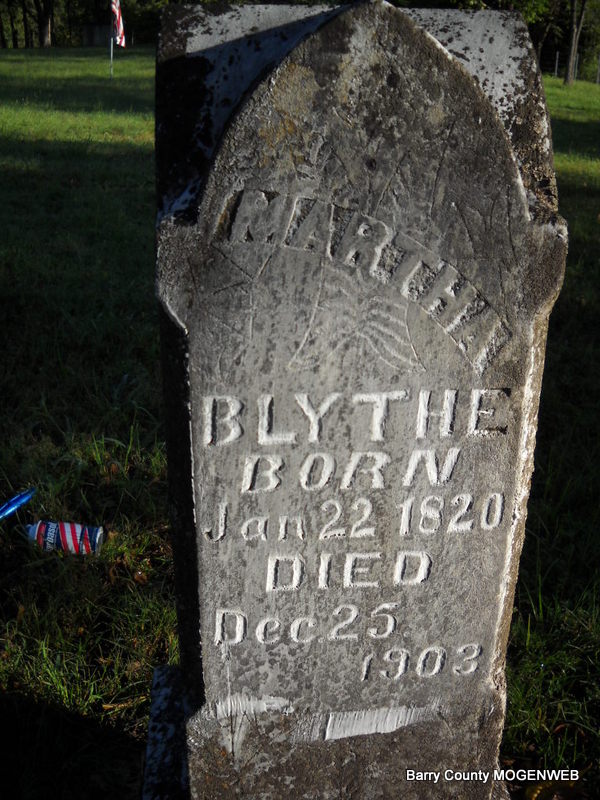 MARTHA
BLYTHE
BORN
Jan 22 1820
DIED
Dec. 25.
1903
Barry County MOGENWEB